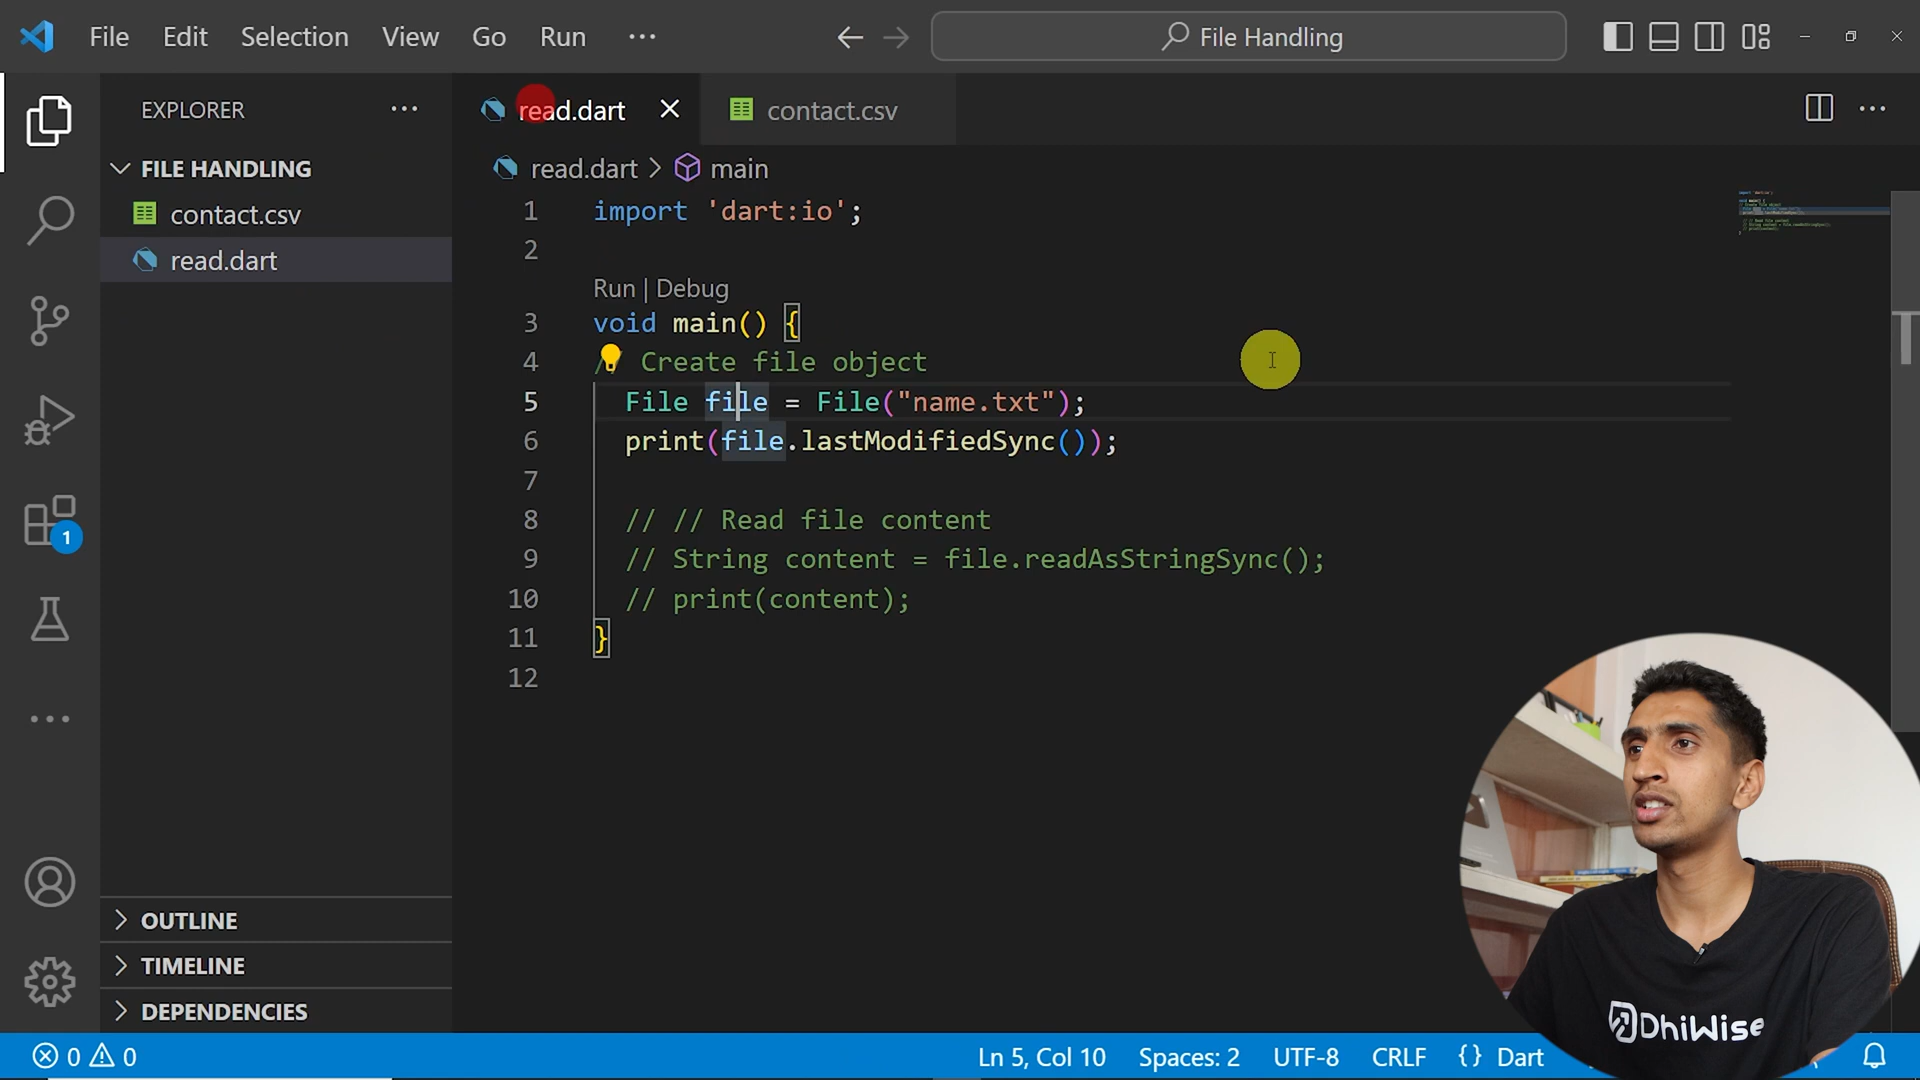 File Edit Selection View Go Run ··· File Handling
EXPLORER ···
FILE HANDLING
contact.csv
read.dart
1
OUTLINE
TIMELINE
DEPENDENCIES
read.dart contact.csv ···
read.dart > main
1 import 'dart:io';
2
Run | Debug
3 void main() {
4 / Create file object
5 File file = File("name.txt");
6 print(file.lastModifiedSync());
7
8 // // Read file content
9 // String content = file.readAsStringSync();
10 // print(content);
11 }
12
DhiWise
0 0 Ln 5, Col 10 Spaces: 2 UTF-8 CRLF {} Dart